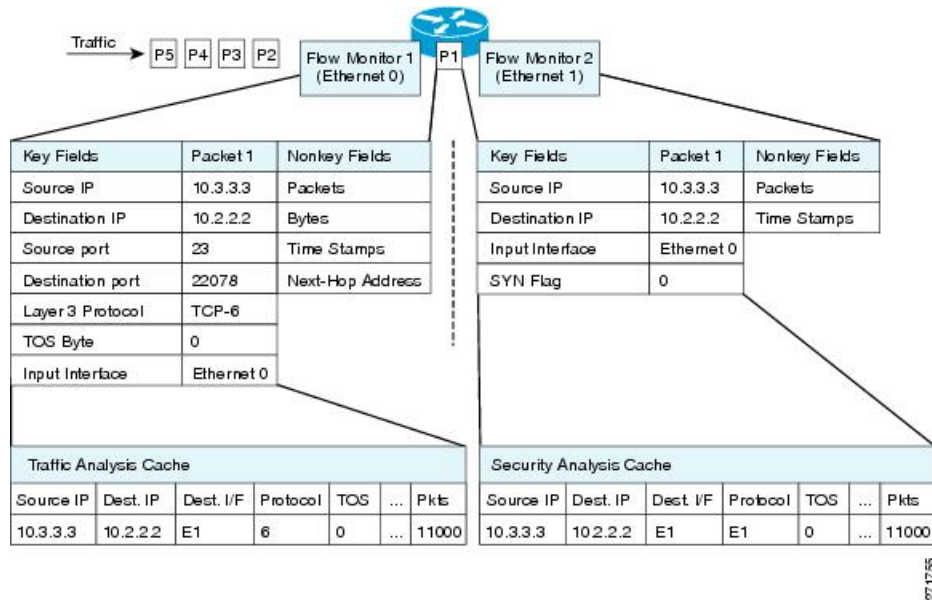 Traffic
P5 P4 P3 P2
Flow Monitor 1
(Ethernet 0)
P1
Flow Monitor 2
(Ethernet 1)
Key Fields Packet 1 Nonkey Fields
Source IP 10.3.3.3 Packets
Destination IP 10.2.2.2 Bytes
Source port 23 Time Stamps
Destination port 22078 Next-Hop Address
Layer 3 Protocol TCP-6
TOS Byte 0
Input Interface Ethernet 0
Key Fields Packet 1 Nonkey Fields
Source IP 10.3.3.3 Packets
Destination IP 10.2.2.2 Time Stamps
Input Interface Ethernet 0
SYN Flag 0
Traffic Analysis Cache
Source IP Dest. IP Dest. I/F Protocol TOS ... Pkts
10.3.3.3 10.2.2.2 E1 6 0 ... 11000
Security Analysis Cache
Source IP Dest. IP Dest. I/F Protocol TOS ... Pkts
10.3.3.3 10.2.2.2 E1 E1 0 ... 11000
271755